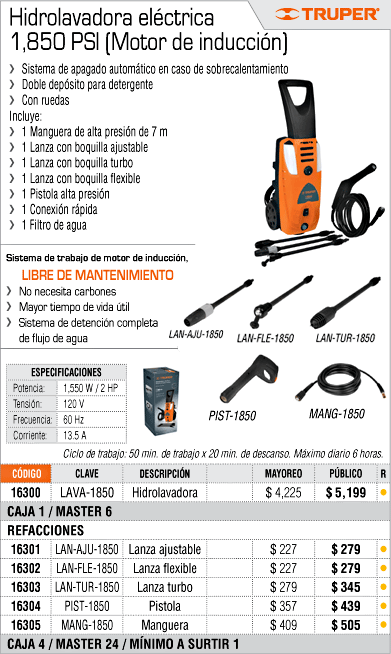 Hidrolavadora eléctrica
1,850 PSI (Motor de inducción)
TRUPER®
❯ Sistema de apagado automático en caso de sobrecalentamiento
❯ Doble depósito para detergente
❯ Con ruedas
Incluye:
❯ 1 Manguera de alta presión de 7 m
❯ 1 Lanza con boquilla ajustable
❯ 1 Lanza con boquilla turbo
❯ 1 Lanza con boquilla flexible
❯ 1 Pistola alta presión
❯ 1 Conexión rápida
❯ 1 Filtro de agua
Sistema de trabajo de motor de inducción,
LIBRE DE MANTENIMIENTO
❯ No necesita carbones
❯ Mayor tiempo de vida útil
❯ Sistema de detención completa
de flujo de agua
LAN-AJU-1850
LAN-FLE-1850
LAN-TUR-1850
PIST-1850
MANG-1850
ESPECIFICACIONES
Potencia: 1,550 W / 2 HP
Tensión: 120 V
Frecuencia: 60 Hz
Corriente: 13.5 A
Ciclo de trabajo: 50 min. de trabajo x 20 min. de descanso. Máximo diario 6 horas.
CÓDIGO CLAVE DESCRIPCIÓN MAYOREO PÚBLICO R
16300 LAVA-1850 Hidrolavadora $ 4,225 $ 5,199
CAJA 1 / MASTER 6
REFACCIONES
16301 LAN-AJU-1850 Lanza ajustable $ 227 $ 279
16302 LAN-FLE-1850 Lanza flexible $ 227 $ 279
16303 LAN-TUR-1850 Lanza turbo $ 279 $ 345
16304 PIST-1850 Pistola $ 357 $ 439
16305 MANG-1850 Manguera $ 409 $ 505
CAJA 4 / MASTER 24 / MÍNIMO A SURTIR 1